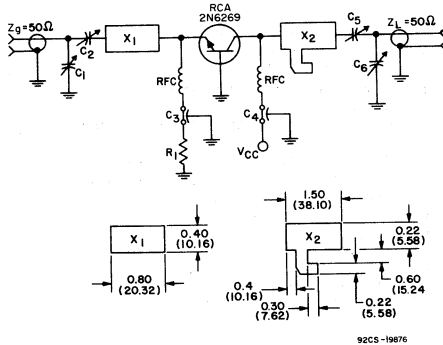 Zg=50Ω
C1
C2
X1
RFC
C3
R1
RCA
2N6269
RFC
C4
VCC
X2
C5
C6
ZL=50Ω
X1
0.40
(10.16)
0.80
(20.32)
1.50
(38.10)
X2
0.22
(5.58)
0.60
(15.24
0.22
(5.58)
0.4
(10.16)
0.30
(7.62)
92CS-19876